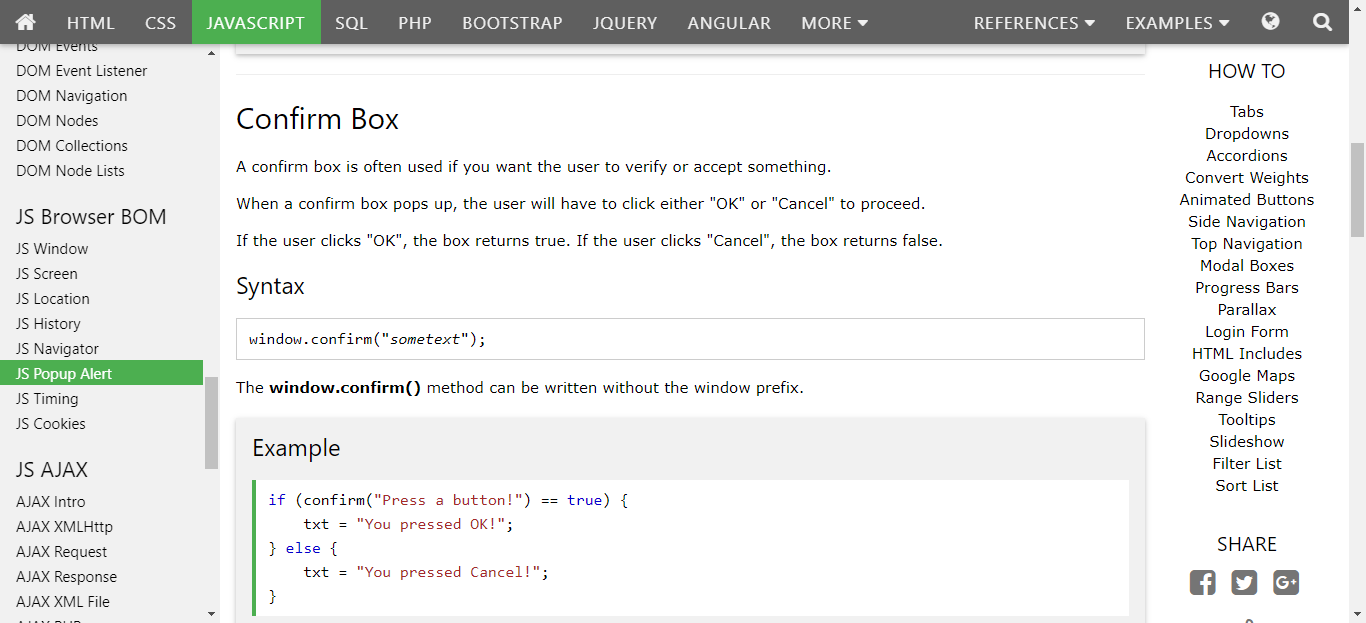 HTML CSS JAVASCRIPT SQL PHP BOOTSTRAP JQUERY ANGULAR MORE REFERENCES EXAMPLES
DOM Events
DOM Event Listener
DOM Navigation
DOM Nodes
DOM Collections
DOM Node Lists
JS Browser BOM
JS Window
JS Screen
JS Location
JS History
JS Navigator
JS Popup Alert
JS Timing
JS Cookies
JS AJAX
AJAX Intro
AJAX XMLHttp
AJAX Request
AJAX Response
AJAX XML File
Confirm Box
A confirm box is often used if you want the user to verify or accept something.
When a confirm box pops up, the user will have to click either "OK" or "Cancel" to proceed.
If the user clicks "OK", the box returns true. If the user clicks "Cancel", the box returns false.
Syntax
window.confirm("sometext");
The window.confirm() method can be written without the window prefix.
Example
if (confirm("Press a button!") == true) {
    txt = "You pressed OK!";
} else {
    txt = "You pressed Cancel!";
}
HOW TO
Tabs
Dropdowns
Accordions
Convert Weights
Animated Buttons
Side Navigation
Top Navigation
Modal Boxes
Progress Bars
Parallax
Login Form
HTML Includes
Google Maps
Range Sliders
Tooltips
Slideshow
Filter List
Sort List
SHARE